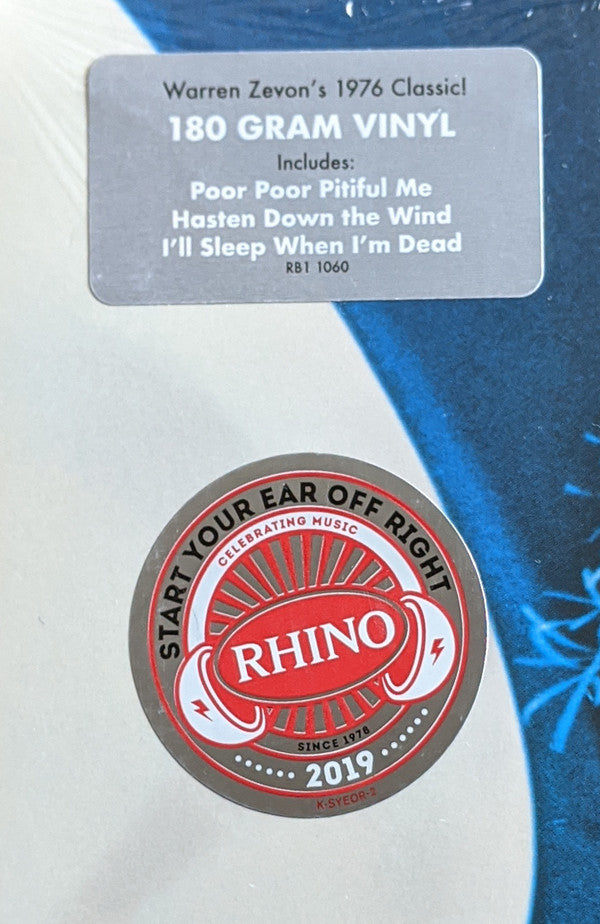 Warren Zevon's 1976 Classic!
180 GRAM VINYL
Includes:
Poor Poor Pitiful Me
Hasten Down the Wind
I'll Sleep When I'm Dead
RB1 1060
START YOUR EAR OFF RIGHT
CELEBRATING MUSIC
RHINO
SINCE 1978
2019
K-SYEOR-2